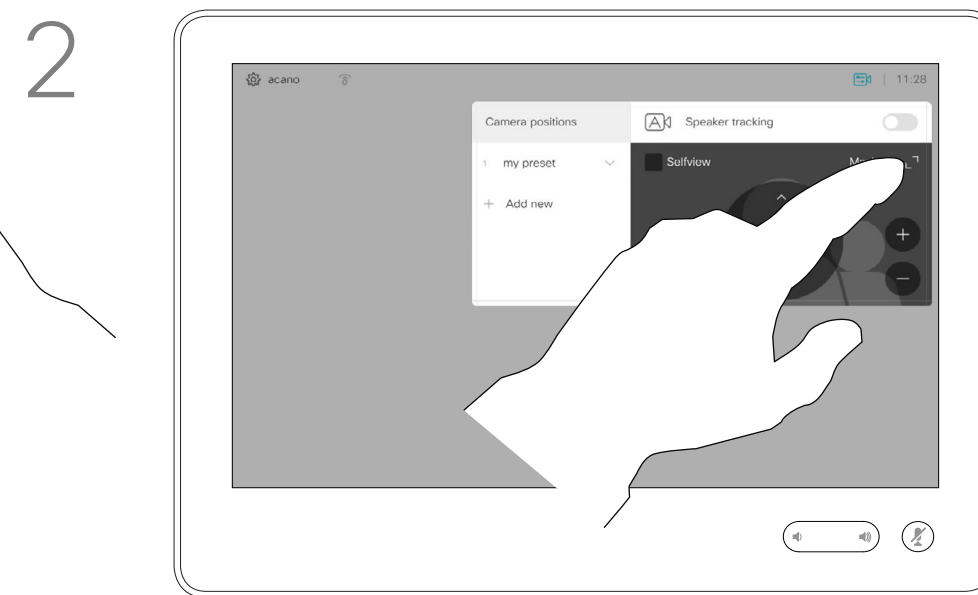 2
acano
11:28
Camera positions
Speaker tracking
1 my preset
Selfview
+ Add new